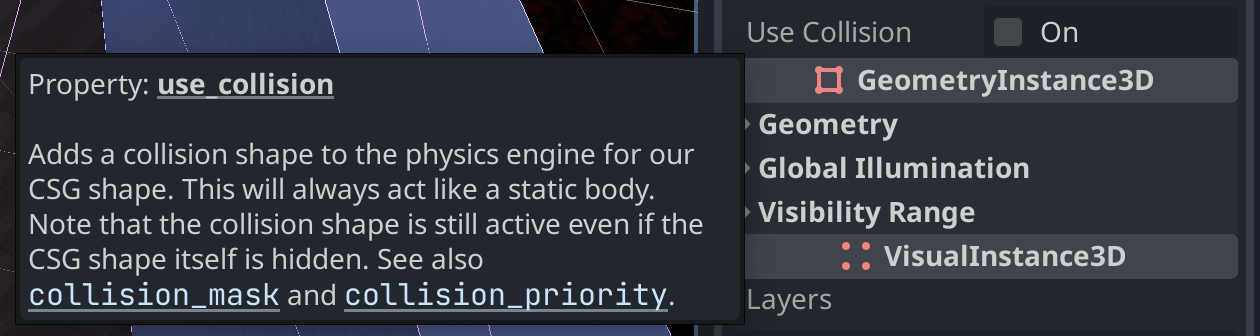 Use Collision
On
Property: use_collision
GeometryInstance3D
Geometry
Adds a collision shape to the physics engine for our
CSG shape. This will always act like a static body.
Note that the collision shape is still active even if the
CSG shape itself is hidden. See also
collision_mask and collision_priority.
Global Illumination
Visibility Range
VisualInstance3D
Layers